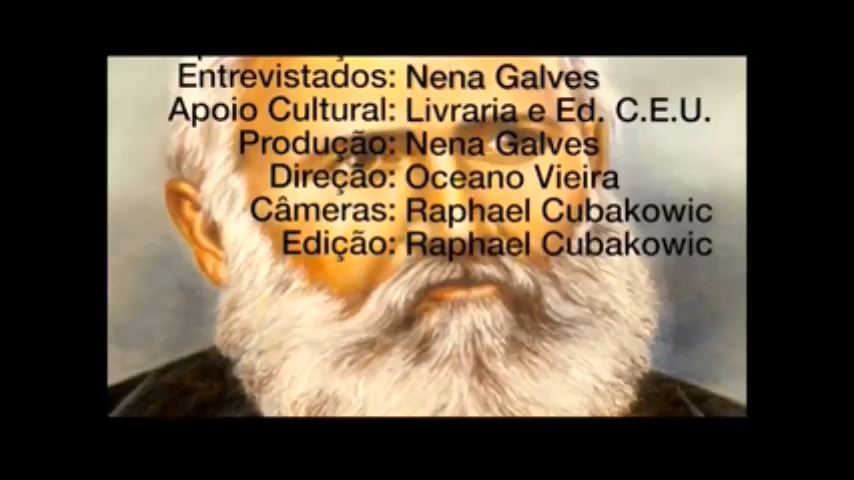 Entrevistados: Nena Galves
Apoio Cultural: Livraria e Ed. C.E.U.
Produção: Nena Galves
Direção: Oceano Vieira
Câmeras: Raphael Cubakowic
Edição: Raphael Cubakowic